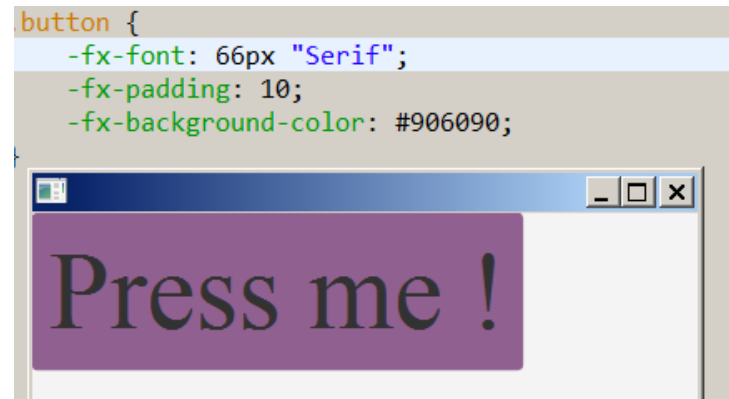 .button {
-fx-font: 66px "Serif";
-fx-padding: 10;
-fx-background-color: #906090;
}
Press me !